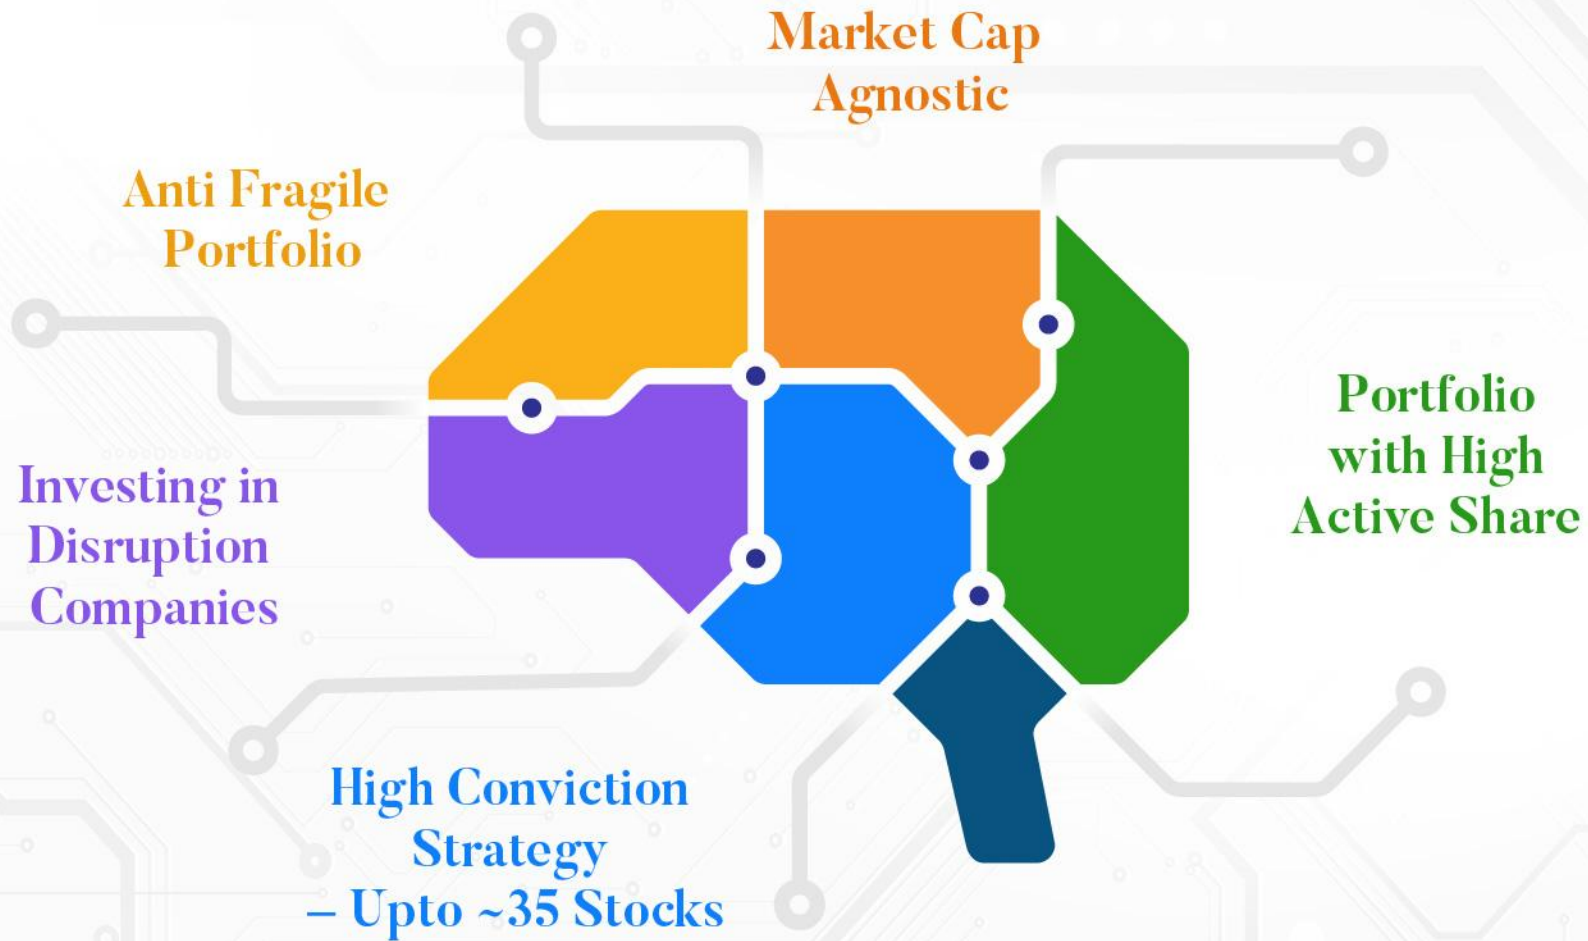 Market Cap
Agnostic
Anti Fragile
Portfolio
Portfolio
with High
Active Share
Investing in
Disruption
Companies
High Conviction
Strategy
– Upto ~35 Stocks